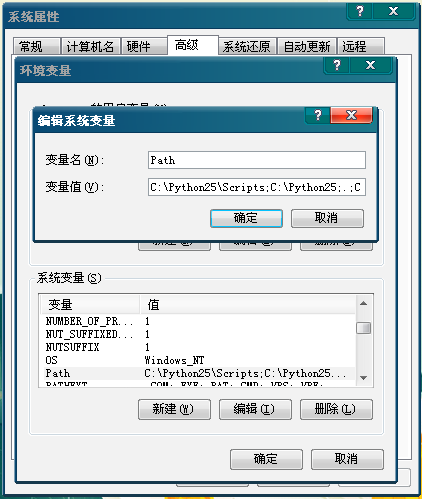 系统属性
常规 计算机名 硬件 高级 系统还原 自动更新 远程
环境变量
编辑系统变量
变量名(N): Path
变量值(V): C:\Python25\Scripts;C:\Python25;.;C
确定 取消
系统变量(S)
变量 值
NUMBER_OF_PR... 1
NUT_SUFFIXED... 1
NUTSUFFIX 1
OS Windows_NT
Path C:\Python25\Scripts;C:\Python25...
新建(W) 编辑(I) 删除(L)
确定 取消